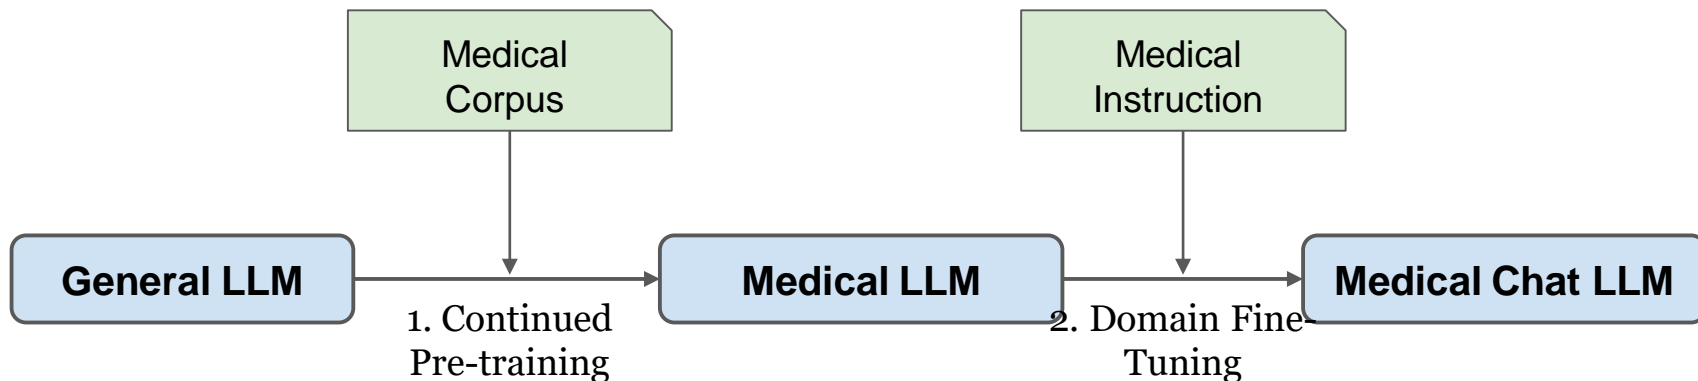 Medical
Corpus
Medical
Instruction
General LLM
Medical LLM
Medical Chat LLM
1. Continued
Pre-training
2. Domain Fine-
Tuning